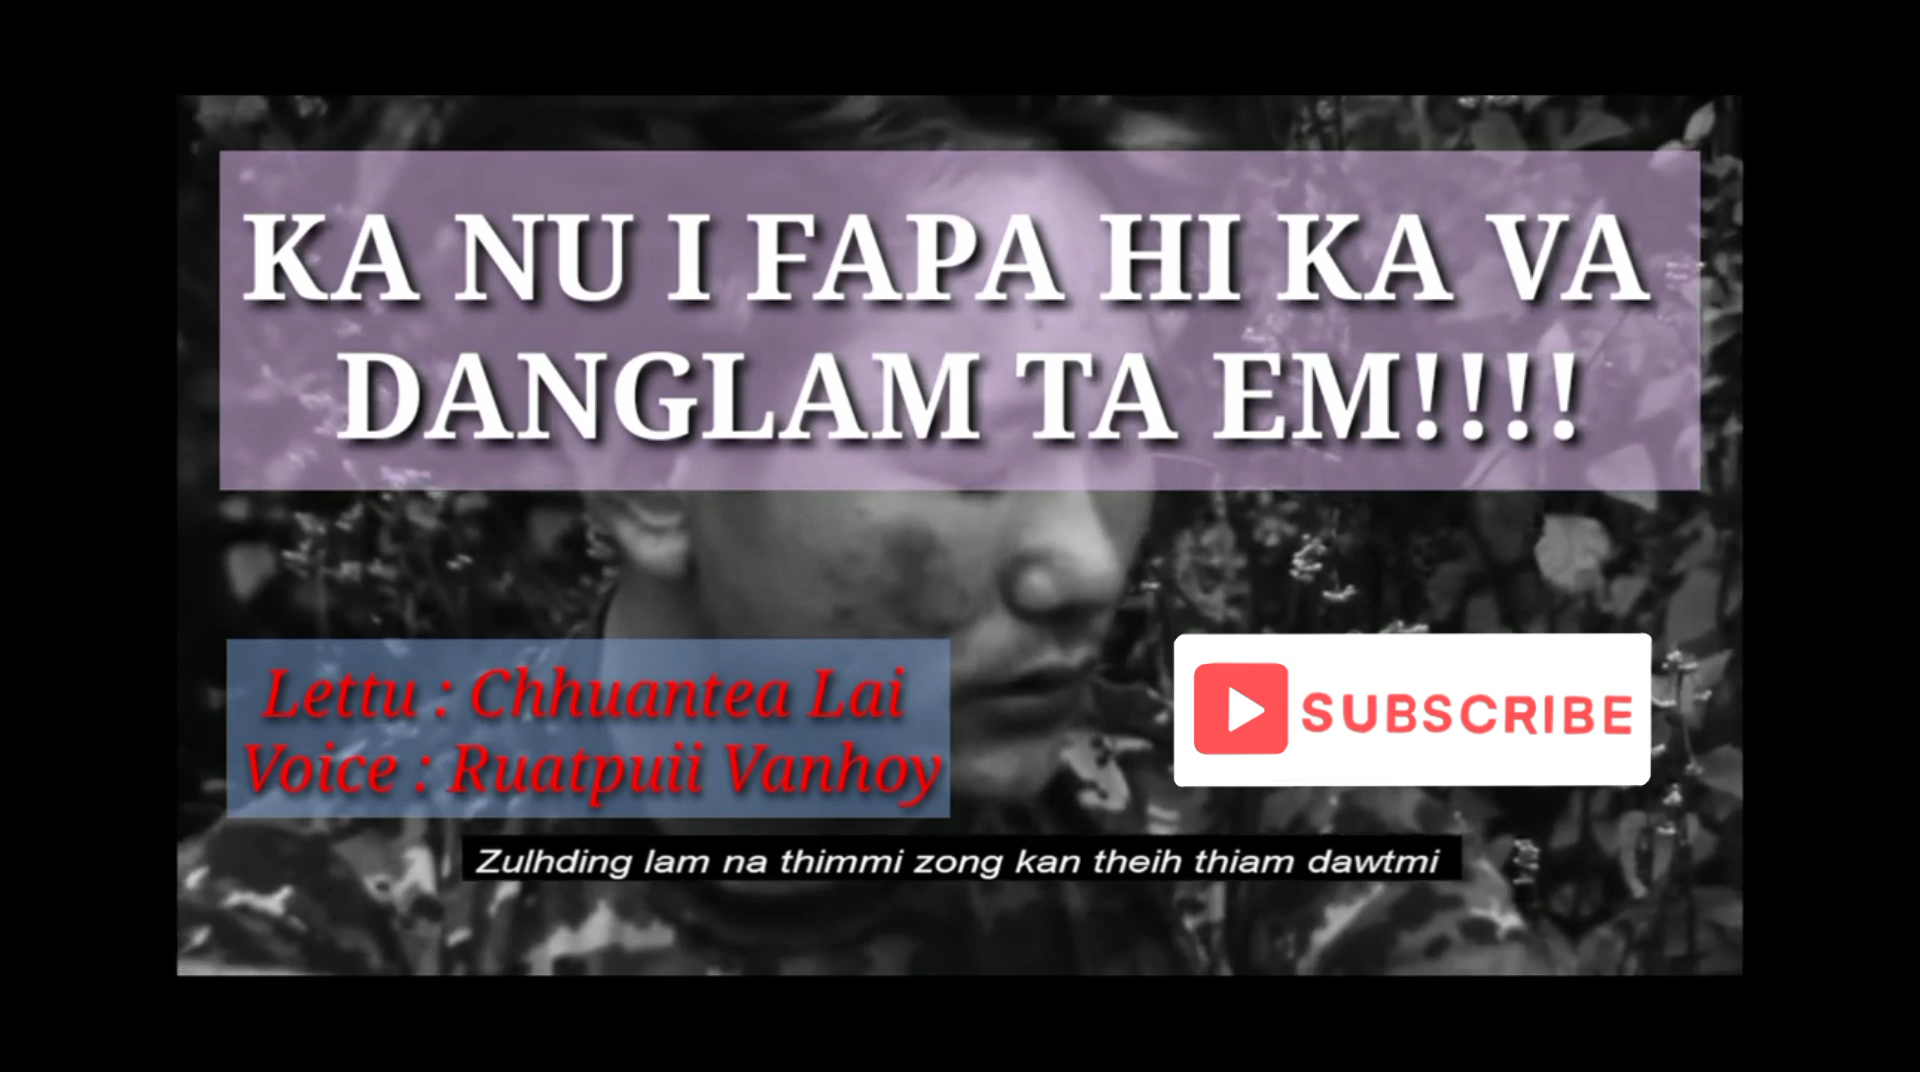 KA NU I FAPA HI KA VA
DANGLAM TA EM!!!!
Lettu : Chhuantea Lai
Voice : Ruatpuii Vanhoy
SUBSCRIBE
Zulhding lam na thimmi zong kan theih thiam dawtmi